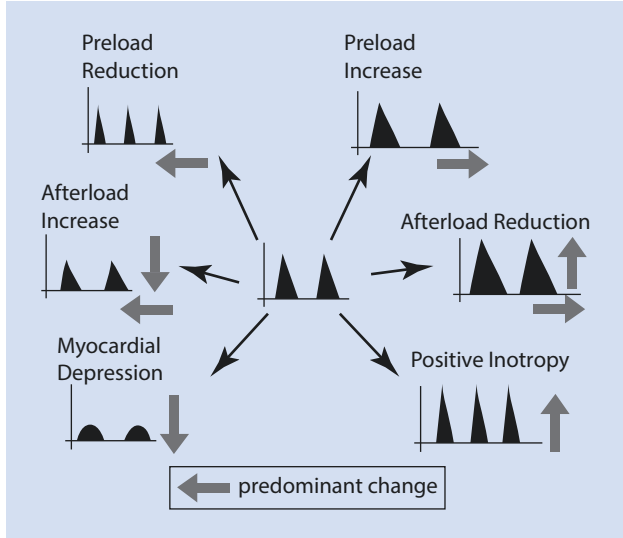 Preload
Reduction
Preload
Increase
Afterload
Increase
Afterload Reduction
Myocardial
Depression
Positive Inotropy
predominant change